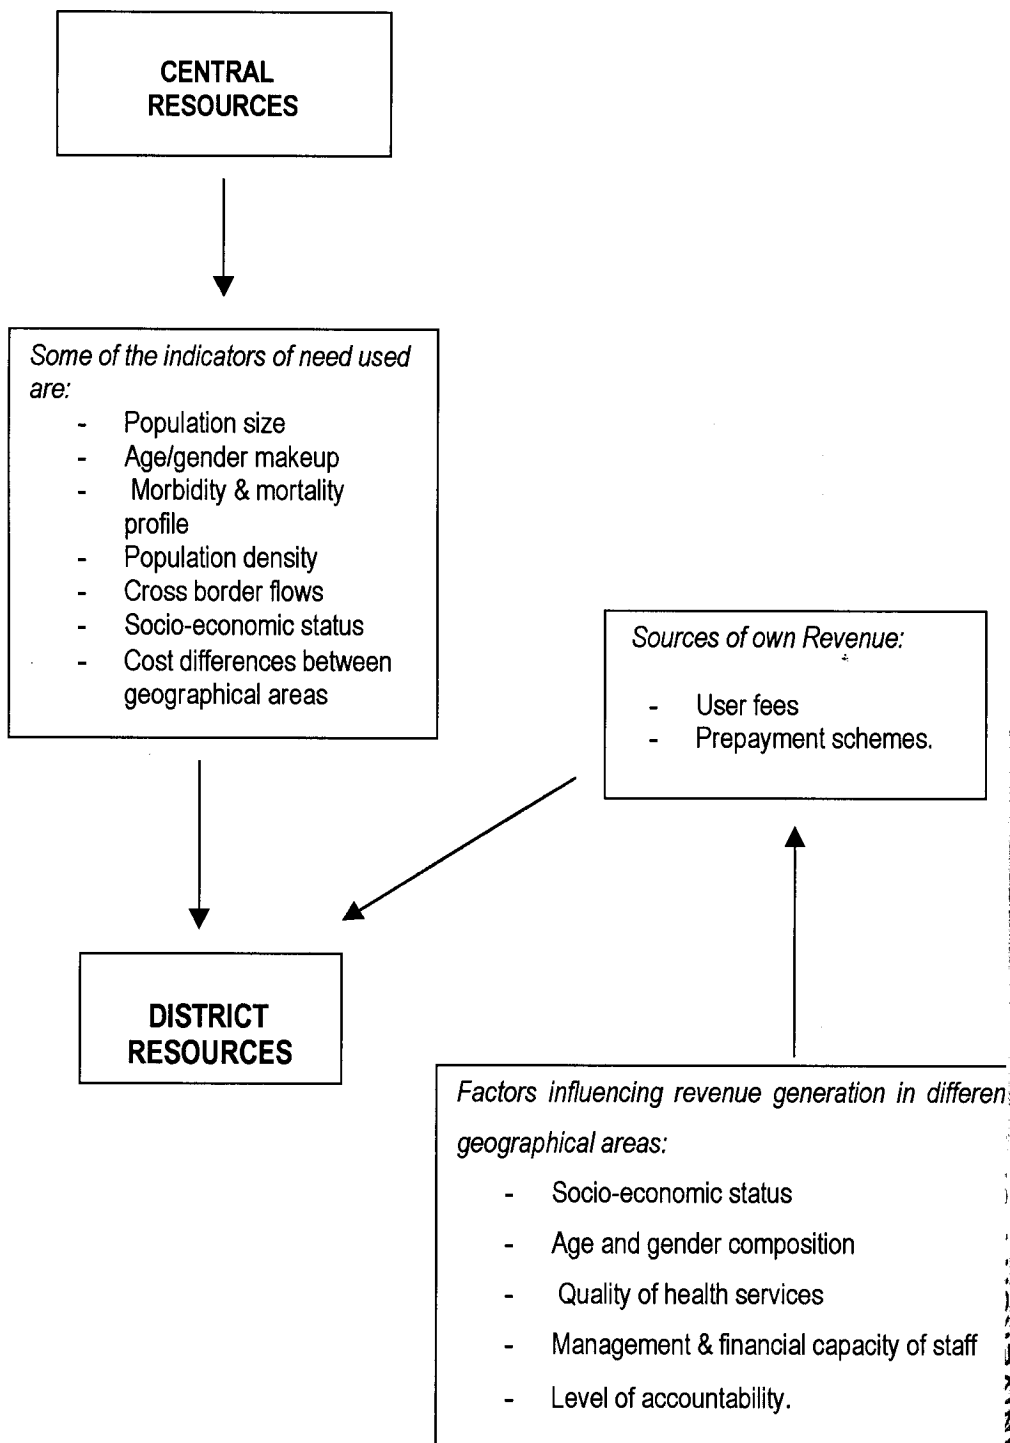 CENTRAL
RESOURCES
Some of the indicators of need used
are:
- Population size
- Age/gender makeup
- Morbidity & mortality
profile
- Population density
- Cross border flows
- Socio-economic status
- Cost differences between
geographical areas
Sources of own Revenue:
- User fees
- Prepayment schemes.
DISTRICT
RESOURCES
Factors influencing revenue generation in differen
geographical areas:
- Socio-economic status
- Age and gender composition
- Quality of health services
- Management & financial capacity of staff
- Level of accountability.